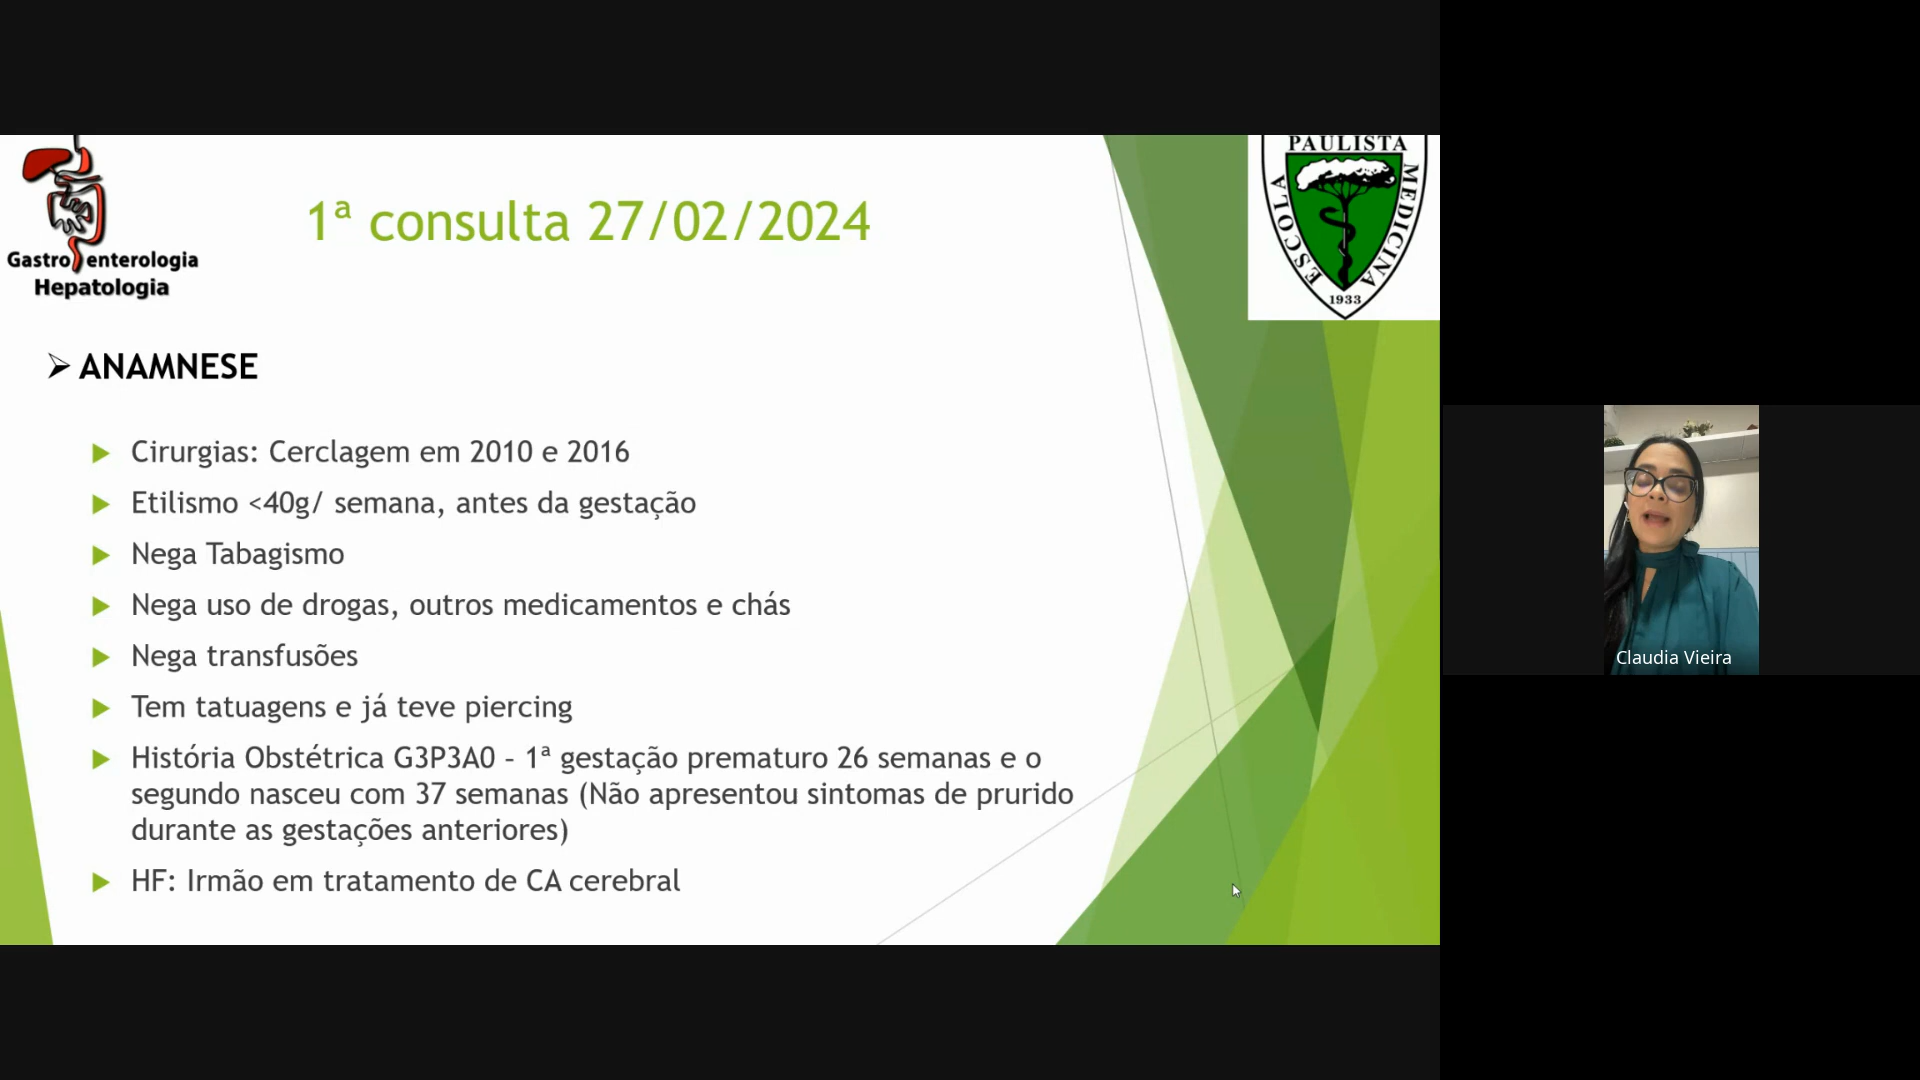 Gastro enterologia
Hepatologia
1ª consulta 27/02/2024
ESCOLA PAULISTA MEDICINA
1933
ANAMNESE
Cirurgias: Cerclagem em 2010 e 2016
Etilismo <40g/ semana, antes da gestação
Nega Tabagismo
Nega uso de drogas, outros medicamentos e chás
Nega transfusões
Tem tatuagens e já teve piercing
História Obstétrica G3P3A0 – 1ª gestação prematuro 26 semanas e o
segundo nasceu com 37 semanas (Não apresentou sintomas de prurido
durante as gestações anteriores)
HF: Irmão em tratamento de CA cerebral
Claudia Vieira